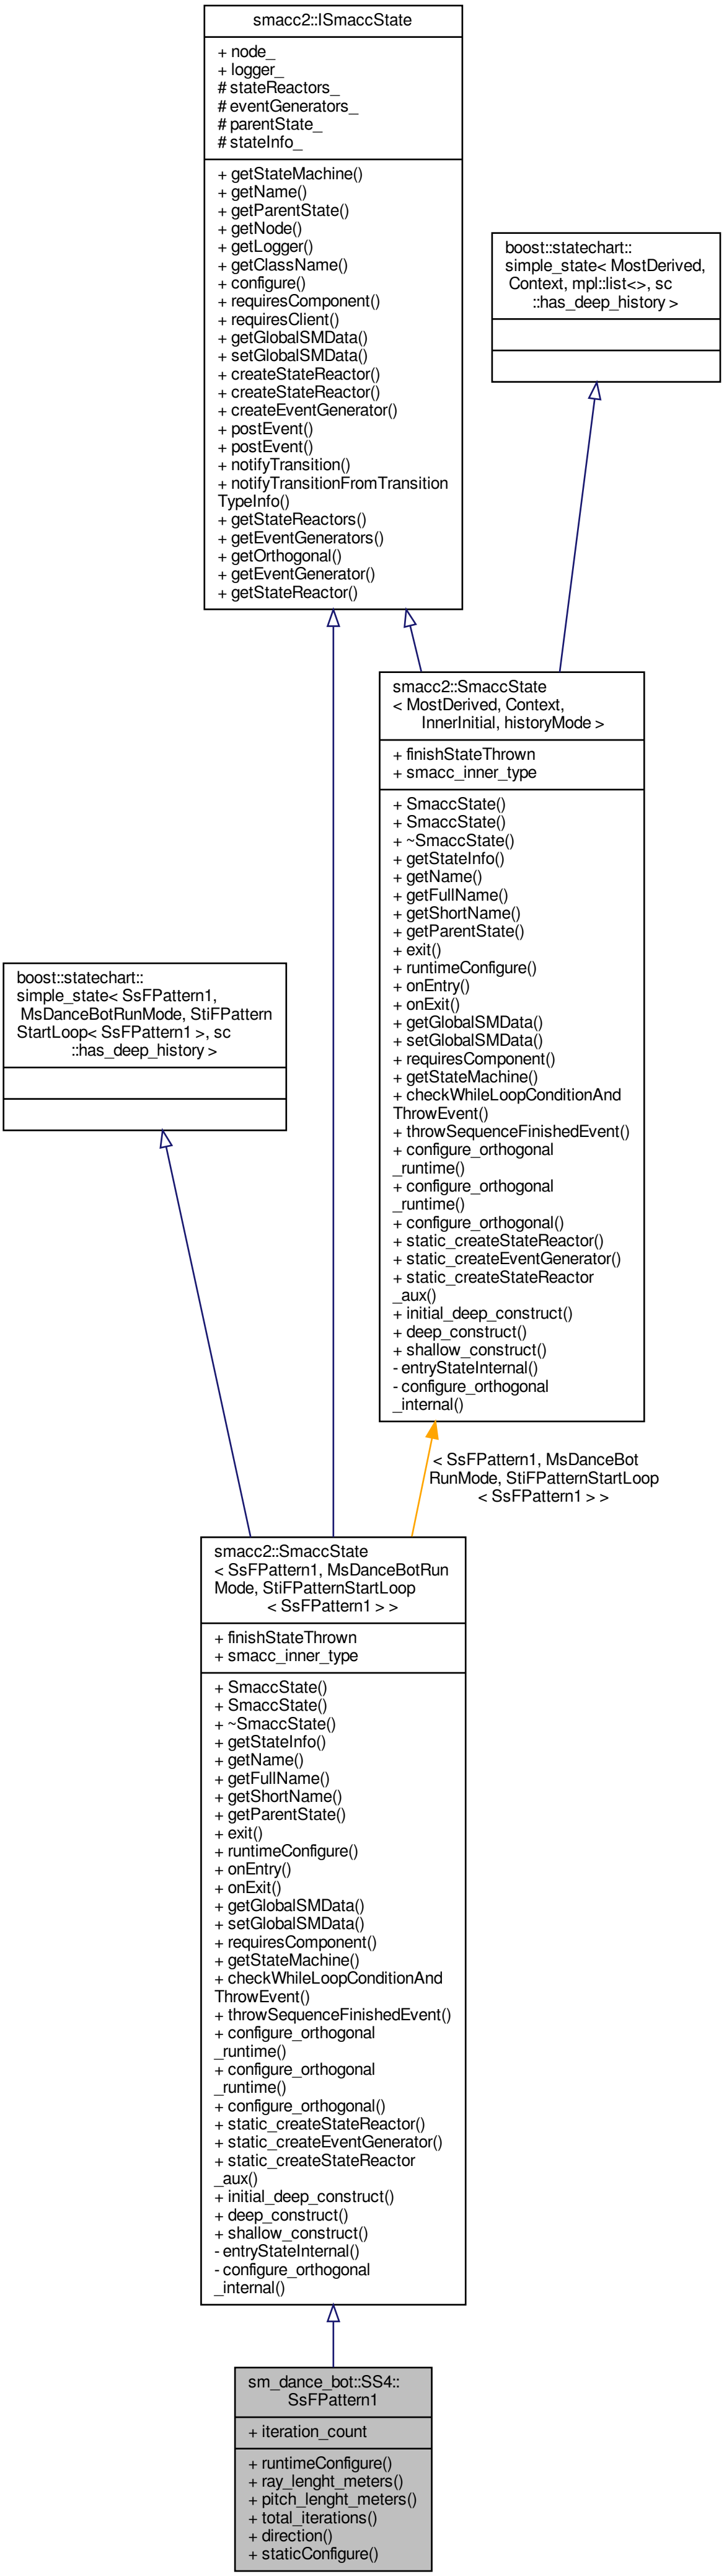 smacc2::ISmaccState
+ node_
+ logger_
# stateReactors_
# eventGenerators_
# parentState_
# stateInfo_
+ getStateMachine()
+ getName()
+ getParentState()
+ getNode()
+ getLogger()
+ getClassName()
+ configure()
+ requiresComponent()
+ requiresClient()
+ getGlobalSMData()
+ setGlobalSMData()
+ createStateReactor()
+ createStateReactor()
+ createEventGenerator()
+ postEvent()
+ postEvent()
+ notifyTransition()
+ notifyTransitionFromTransition
TypeInfo()
+ getStateReactors()
+ getEventGenerators()
+ getOrthogonal()
+ getEventGenerator()
+ getStateReactor()
boost::statechart::
simple_state< MostDerived,
Context, mpl::list<>, sc
::has_deep_history >
smacc2::SmaccState
< MostDerived, Context,
InnerInitial, historyMode >
+ finishStateThrown
+ smacc_inner_type
+ SmaccState()
+ SmaccState()
+ ~SmaccState()
+ getStateInfo()
+ getName()
+ getFullName()
+ getShortName()
+ getParentState()
+ exit()
+ runtimeConfigure()
+ onEntry()
+ onExit()
+ getGlobalSMData()
+ setGlobalSMData()
+ requiresComponent()
+ getStateMachine()
+ checkWhileLoopConditionAnd
ThrowEvent()
+ throwSequenceFinishedEvent()
+ configure_orthogonal
_runtime()
+ configure_orthogonal
_runtime()
+ configure_orthogonal()
+ static_createStateReactor()
+ static_createEventGenerator()
+ static_createStateReactor
_aux()
+ initial_deep_construct()
+ deep_construct()
+ shallow_construct()
- entryStateInternal()
- configure_orthogonal
_internal()
boost::statechart::
simple_state< SsFPattern1,
MsDanceBotRunMode, StiFPattern
StartLoop< SsFPattern1 >, sc
::has_deep_history >
< SsFPattern1, MsDanceBot
RunMode, StiFPatternStartLoop
< SsFPattern1 > >
smacc2::SmaccState
< SsFPattern1, MsDanceBotRun
Mode, StiFPatternStartLoop
< SsFPattern1 > >
+ finishStateThrown
+ smacc_inner_type
+ SmaccState()
+ SmaccState()
+ ~SmaccState()
+ getStateInfo()
+ getName()
+ getFullName()
+ getShortName()
+ getParentState()
+ exit()
+ runtimeConfigure()
+ onEntry()
+ onExit()
+ getGlobalSMData()
+ setGlobalSMData()
+ requiresComponent()
+ getStateMachine()
+ checkWhileLoopConditionAnd
ThrowEvent()
+ throwSequenceFinishedEvent()
+ configure_orthogonal
_runtime()
+ configure_orthogonal
_runtime()
+ configure_orthogonal()
+ static_createStateReactor()
+ static_createEventGenerator()
+ static_createStateReactor
_aux()
+ initial_deep_construct()
+ deep_construct()
+ shallow_construct()
- entryStateInternal()
- configure_orthogonal
_internal()
sm_dance_bot::SS4::
SsFPattern1
+ iteration_count
+ runtimeConfigure()
+ ray_lenght_meters()
+ pitch_lenght_meters()
+ total_iterations()
+ direction()
+ staticConfigure()